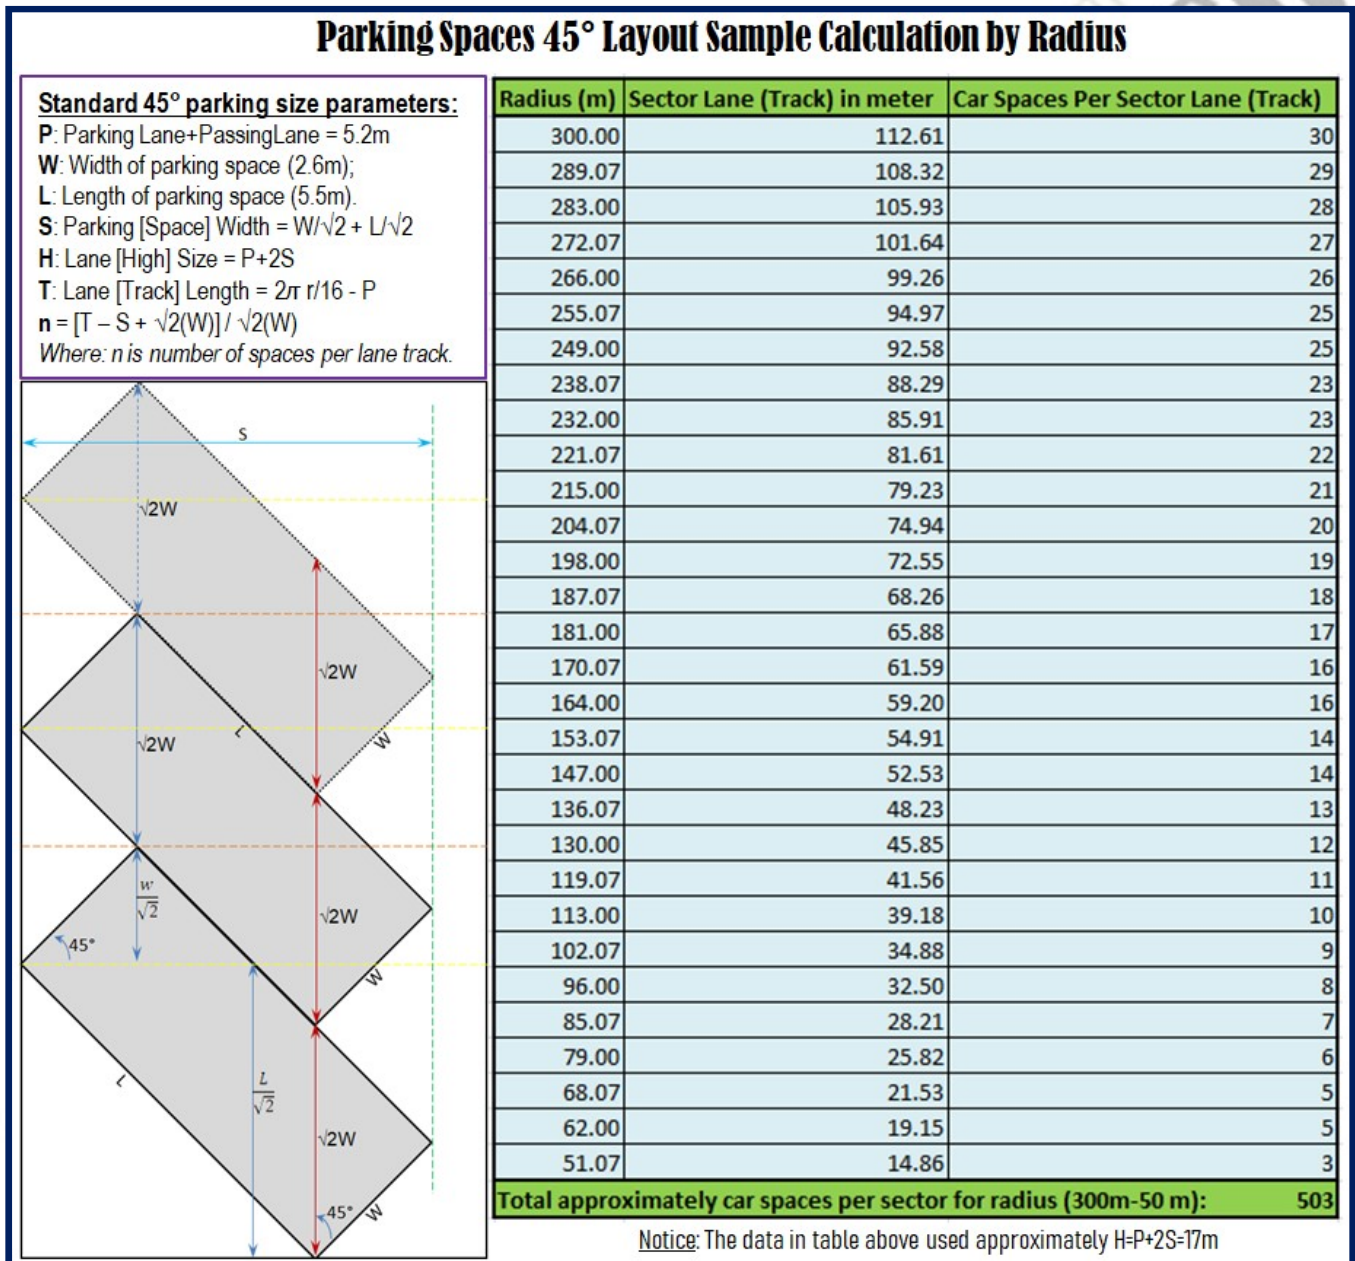 Parking Spaces 45° Layout Sample Calculation by Radius
Standard 45° parking size parameters:
P: Parking Lane+PassingLane = 5.2m
W: Width of parking space (2.6m);
L: Length of parking space (5.5m).
S: Parking [Space] Width = W/√2 + L/√2
H: Lane [High] Size = P+2S
T: Lane [Track] Length = 2π r/16 - P
n = [T – S + √2(W)] / √2(W)
Where: n is number of spaces per lane track.
S
√2W
√2W
W
L
√2W
w/√2
√2W
45°
W
L
L/√2
√2W
45°
W
Radius (m) Sector Lane (Track) in meter Car Spaces Per Sector Lane (Track)
300.00 112.61 30
289.07 108.32 29
283.00 105.93 28
272.07 101.64 27
266.00 99.26 26
255.07 94.97 25
249.00 92.58 25
238.07 88.29 23
232.00 85.91 23
221.07 81.61 22
215.00 79.23 21
204.07 74.94 20
198.00 72.55 19
187.07 68.26 18
181.00 65.88 17
170.07 61.59 16
164.00 59.20 16
153.07 54.91 14
147.00 52.53 14
136.07 48.23 13
130.00 45.85 12
119.07 41.56 11
113.00 39.18 10
102.07 34.88 9
96.00 32.50 8
85.07 28.21 7
79.00 25.82 6
68.07 21.53 5
62.00 19.15 5
51.07 14.86 3
Total approximately car spaces per sector for radius (300m-50 m): 503
Notice: The data in table above used approximately H=P+2S=17m